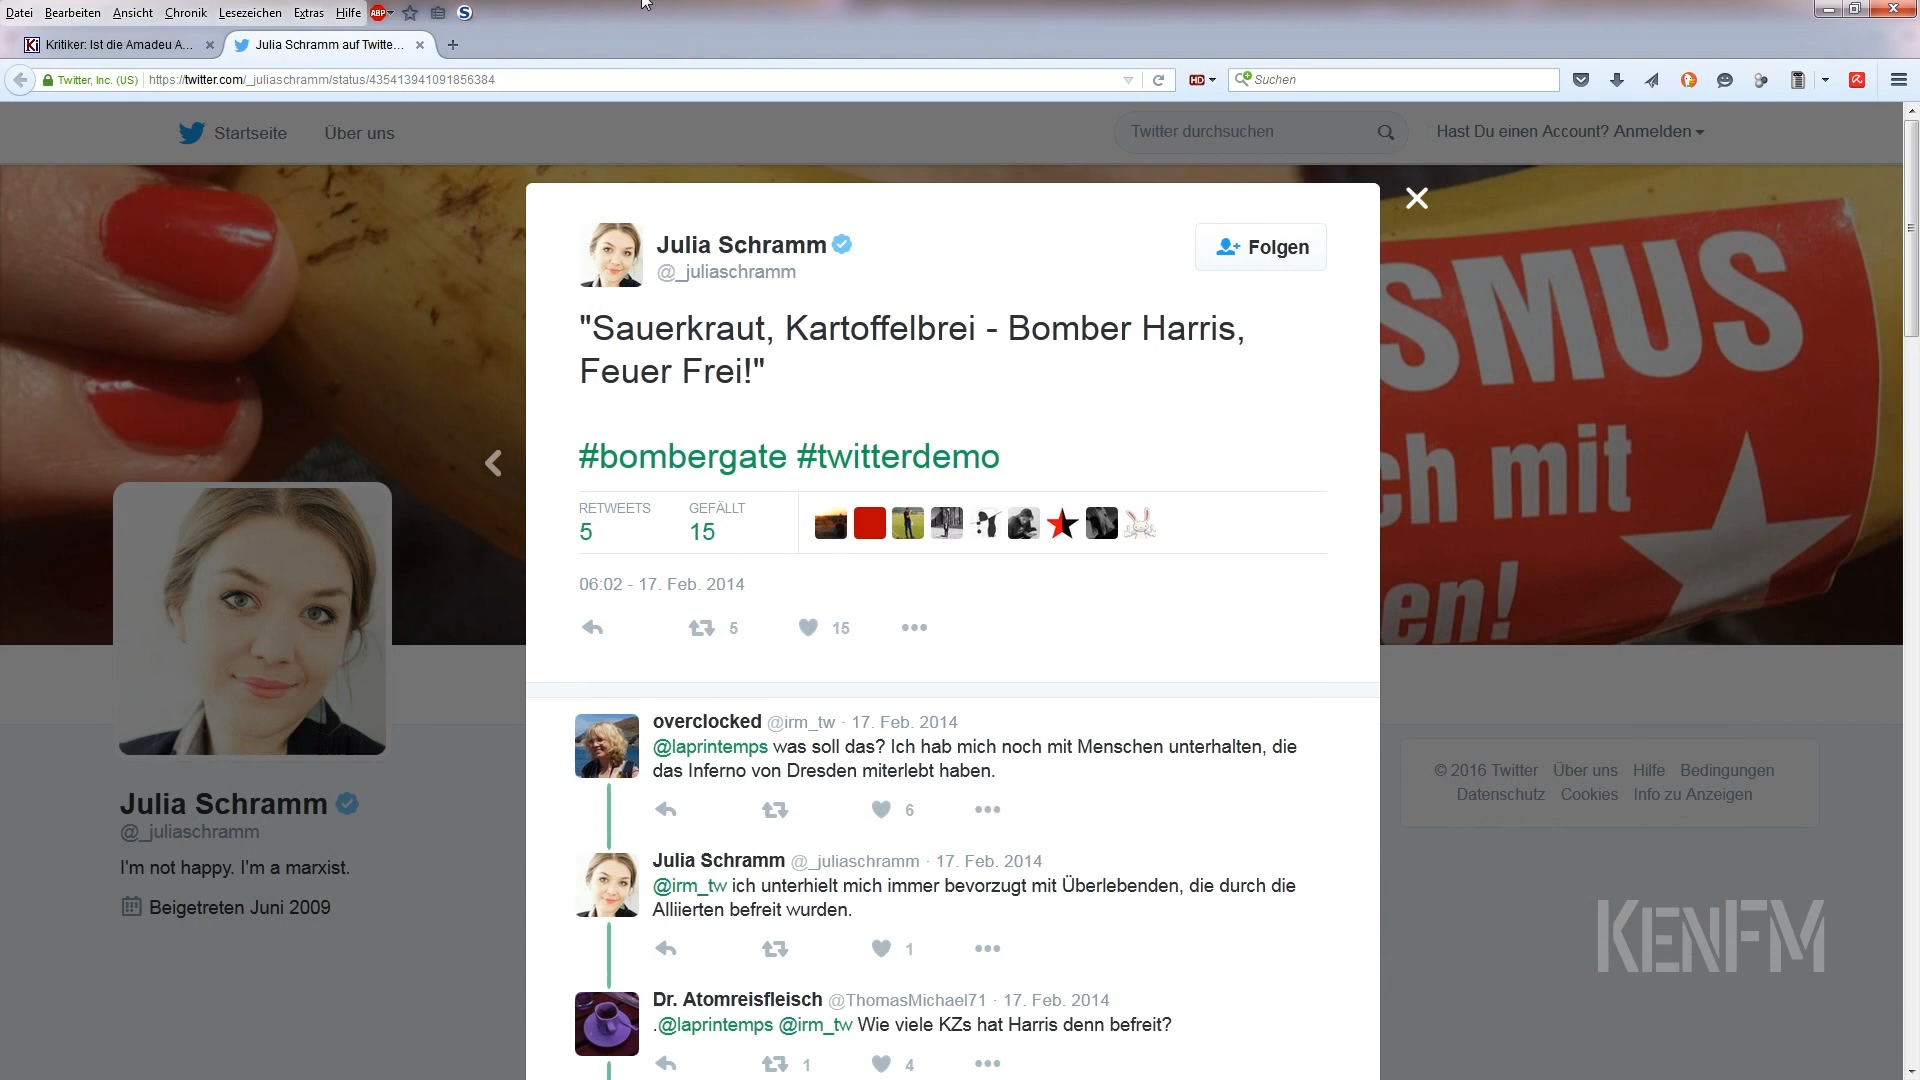 Datei Bearbeiten Ansicht Chronik Lesezeichen Extras Hilfe ABP S
Ki Kritiker: Ist die Amadeu A... × Julia Schramm auf Twitte... × +
Twitter, Inc. (US) https://twitter.com/_juliaschramm/status/435413941091856384 HD Suchen
Startseite Über uns Twitter durchsuchen Hast Du einen Account? Anmelden
Julia Schramm
@_juliaschramm
Folgen
"Sauerkraut, Kartoffelbrei - Bomber Harris,
Feuer Frei!"
#bombergate #twitterdemo
RETWEETS GEFÄLLT
5 15
06:02 - 17. Feb. 2014
5 15
SMUS
ch mit
en!
overclocked @irm_tw · 17. Feb. 2014
@laprintemps was soll das? Ich hab mich noch mit Menschen unterhalten, die
das Inferno von Dresden miterlebt haben.
6
Julia Schramm @_juliaschramm · 17. Feb. 2014
@irm_tw ich unterhielt mich immer bevorzugt mit Überlebenden, die durch die
Alliierten befreit wurden.
1
Dr. Atomreisfleisch @ThomasMichael71 · 17. Feb. 2014
.@laprintemps @irm_tw Wie viele KZs hat Harris denn befreit?
1 4
Julia Schramm
@_juliaschramm
I'm not happy. I'm a marxist.
Beigetreten Juni 2009
© 2016 Twitter Über uns Hilfe Bedingungen
Datenschutz Cookies Info zu Anzeigen
KENFM